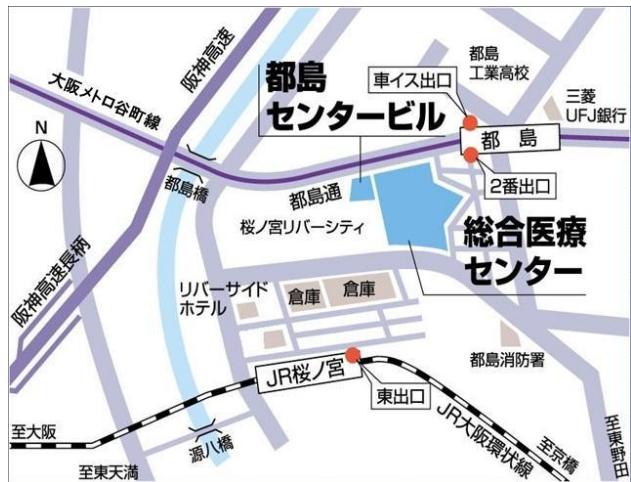 阪神高速
大阪メトロ谷町線
都島
センタービル
車イス出口
都島
工業高校
三菱
UFJ銀行
都島
2番出口
N
都島橋
都島通
桜ノ宮リバーシティ
総合医療
センター
阪神高速長柄
リバーサイド
ホテル
倉庫
倉庫
都島消防署
JR桜ノ宮
東出口
JR大阪環状線
至大阪
源八橋
至東天満
至京橋
至東野田